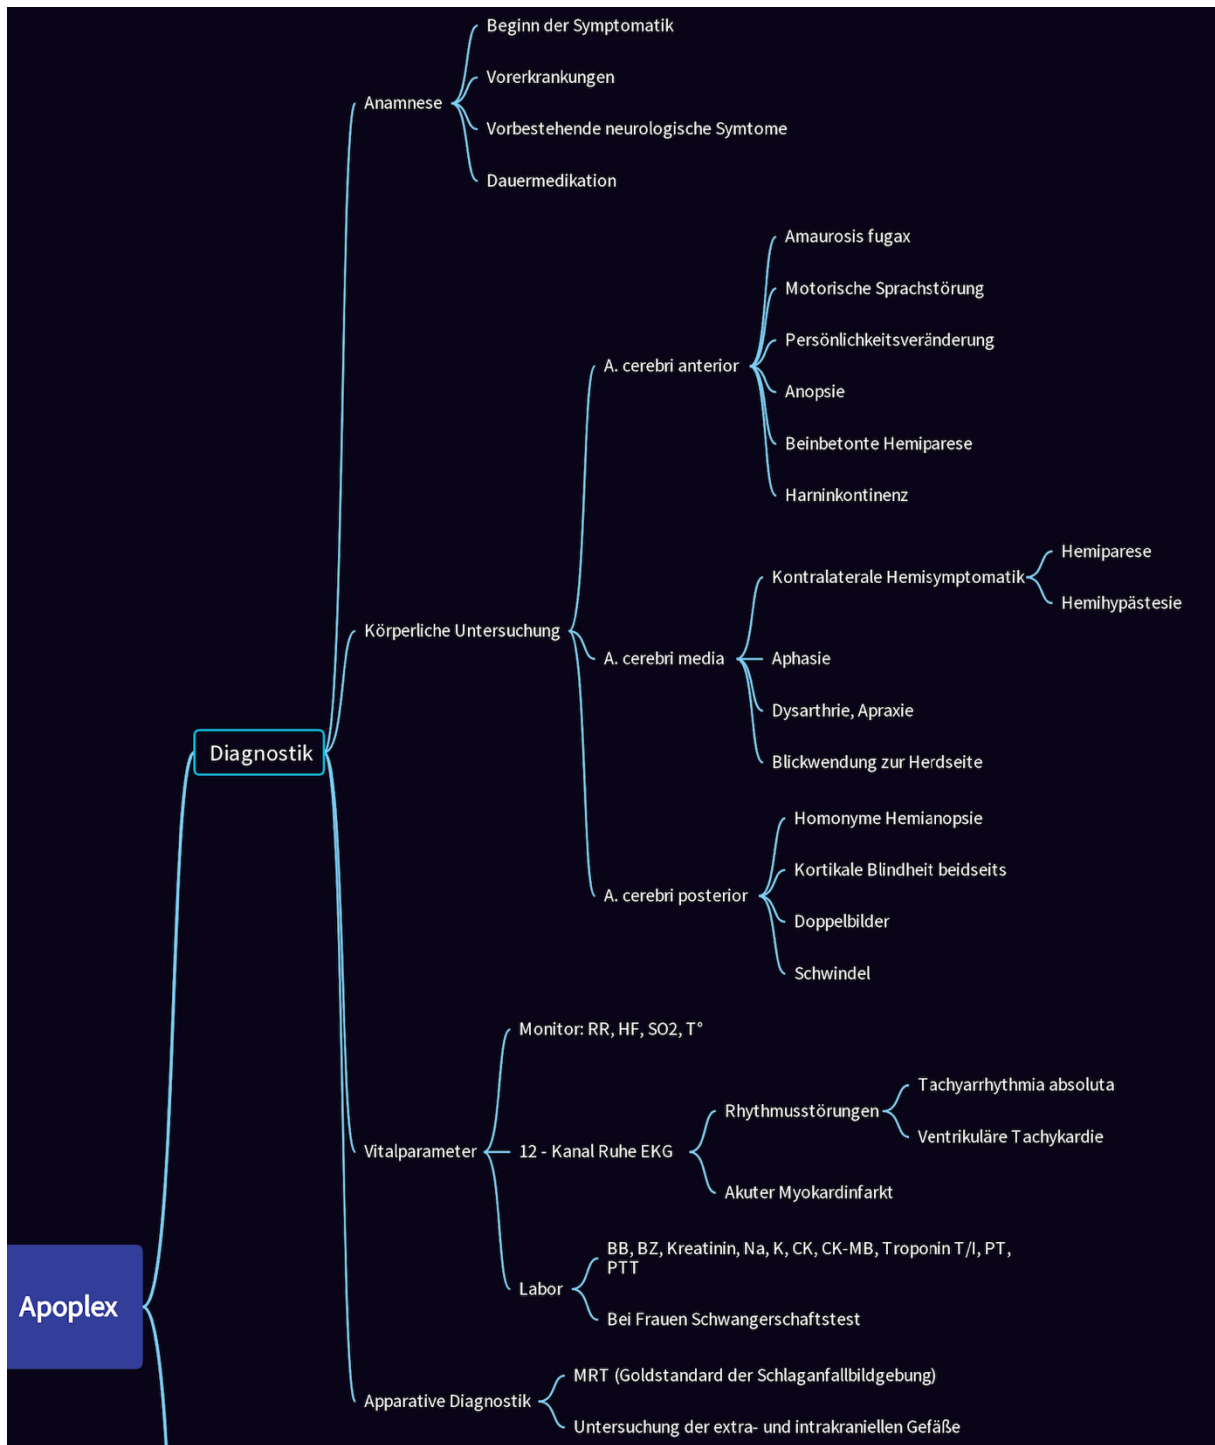 Beginn der Symptomatik
Vorerkrankungen
Anamnese
Vorbestehende neurologische Symtome
Dauermedikation
Amaurosis fugax
Motorische Sprachstörung
Persönlichkeitsveränderung
A. cerebri anterior
Anopsie
Beinbetonte Hemiparese
Harninkontinenz
Hemiparese
Kontralaterale Hemisymptomatik
Hemihypästesie
Körperliche Untersuchung
A. cerebri media
Aphasie
Dysarthrie, Apraxie
Diagnostik
Blickwendung zur Herdseite
Homonyme Hemianopsie
Kortikale Blindheit beidseits
A. cerebri posterior
Doppelbilder
Schwindel
Monitor: RR, HF, SO2, T°
Tachyarrhythmia absoluta
Rhythmusstörungen
Ventrikuläre Tachykardie
Vitalparameter
12 - Kanal Ruhe EKG
Akuter Myokardinfarkt
BB, BZ, Kreatinin, Na, K, CK, CK-MB, Troponin T/I, PT,
PTT
Labor
Bei Frauen Schwangerschaftstest
Apoplex
MRT (Goldstandard der Schlaganfallbildgebung)
Apparative Diagnostik
Untersuchung der extra- und intrakraniellen Gefäße